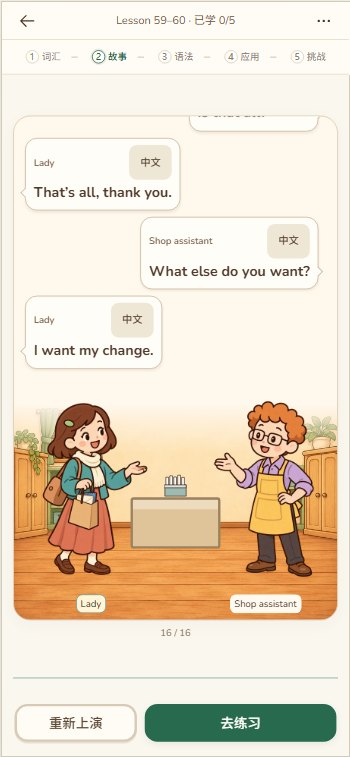 Lesson 59–60 · 已学 0/5
1 词汇 – 2 故事 – 3 语法 – 4 应用 – 5 挑战
Lady 中文
That's all, thank you.
Shop assistant 中文
What else do you want?
Lady 中文
I want my change.
Lady Shop assistant
16 / 16
重新上演 去练习